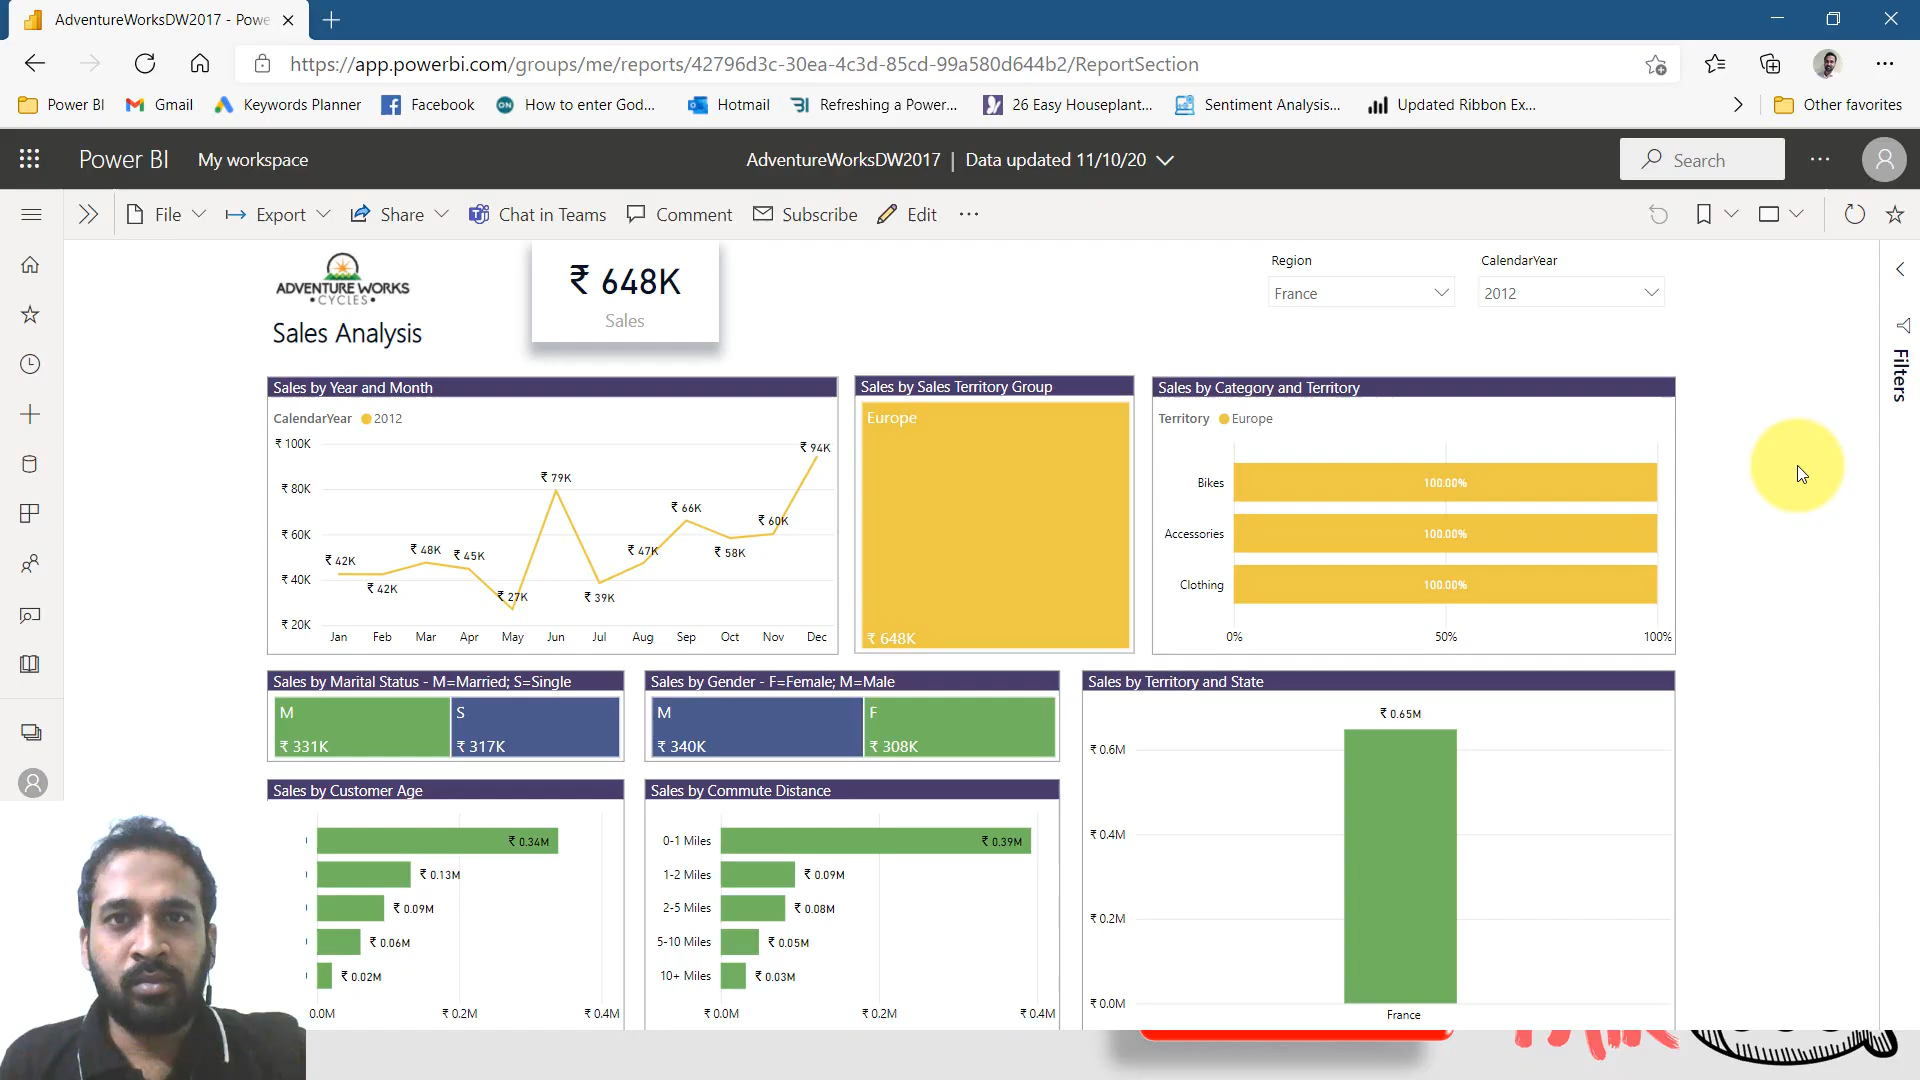 AdventureWorksDW2017 - Powe
https://app.powerbi.com/groups/me/reports/42796d3c-30ea-4c3d-85cd-99a580d644b2/ReportSection
Power BI Gmail Keywords Planner Facebook How to enter God... Hotmail Refreshing a Power... 26 Easy Houseplant... Sentiment Analysis... Updated Ribbon Ex... Other favorites
Power BI My workspace AdventureWorksDW2017 | Data updated 11/10/20 Search
File Export Share Chat in Teams Comment Subscribe Edit
ADVENTURE WORKS
•CYCLES•
Sales Analysis
₹ 648K
Sales
Region CalendarYear
France 2012
Filters
Sales by Year and Month
CalendarYear 2012
₹ 100K
₹ 80K
₹ 60K
₹ 40K
₹ 20K
₹ 42K
₹ 42K
₹ 48K
₹ 45K
₹ 27K
₹ 79K
₹ 39K
₹ 47K
₹ 66K
₹ 58K
₹ 60K
₹ 94K
Jan Feb Mar Apr May Jun Jul Aug Sep Oct Nov Dec
Sales by Sales Territory Group
Europe
₹ 648K
Sales by Category and Territory
Territory Europe
Bikes 100.00%
Accessories 100.00%
Clothing 100.00%
0% 50% 100%
Sales by Marital Status - M=Married; S=Single
M S
₹ 331K ₹ 317K
Sales by Gender - F=Female; M=Male
M F
₹ 340K ₹ 308K
Sales by Territory and State
₹ 0.65M
₹ 0.6M
₹ 0.4M
₹ 0.2M
₹ 0.0M
France
Sales by Customer Age
₹ 0.34M
₹ 0.13M
₹ 0.09M
₹ 0.06M
₹ 0.02M
0.0M ₹ 0.2M ₹ 0.4M
Sales by Commute Distance
0-1 Miles ₹ 0.39M
1-2 Miles ₹ 0.09M
2-5 Miles ₹ 0.08M
5-10 Miles ₹ 0.05M
10+ Miles ₹ 0.03M
₹ 0.0M ₹ 0.2M ₹ 0.4M